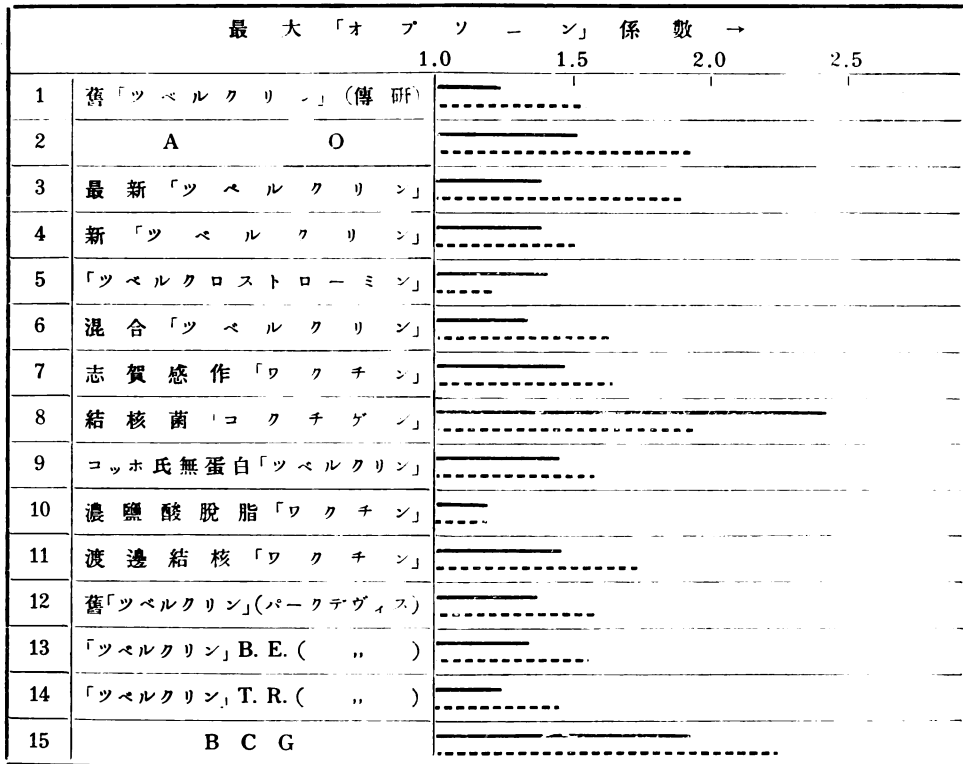 最大「オプソーン」係數→
1.0 1.5 2.0 2.5
1 舊「ツベルクリン」(傳研)
2 A O
3 最新「ツベルクリン」
4 新「ツベルクリン」
5 「ツベルクロストローミン」
6 混合「ツベルクリン」
7 志賀感作「ワクチン」
8 結核菌「コクチゲン」
9 コッホ氏無蛋白「ツベルクリン」
10 濃鹽酸脫脂「ワクチン」
11 渡邊結核「ワクチン」
12 舊「ツベルクリン」(パークデヴィス)
13 「ツベルクリン」B. E. ( „ )
14 「ツベルクリン」T. R. ( „ )
15 B C G